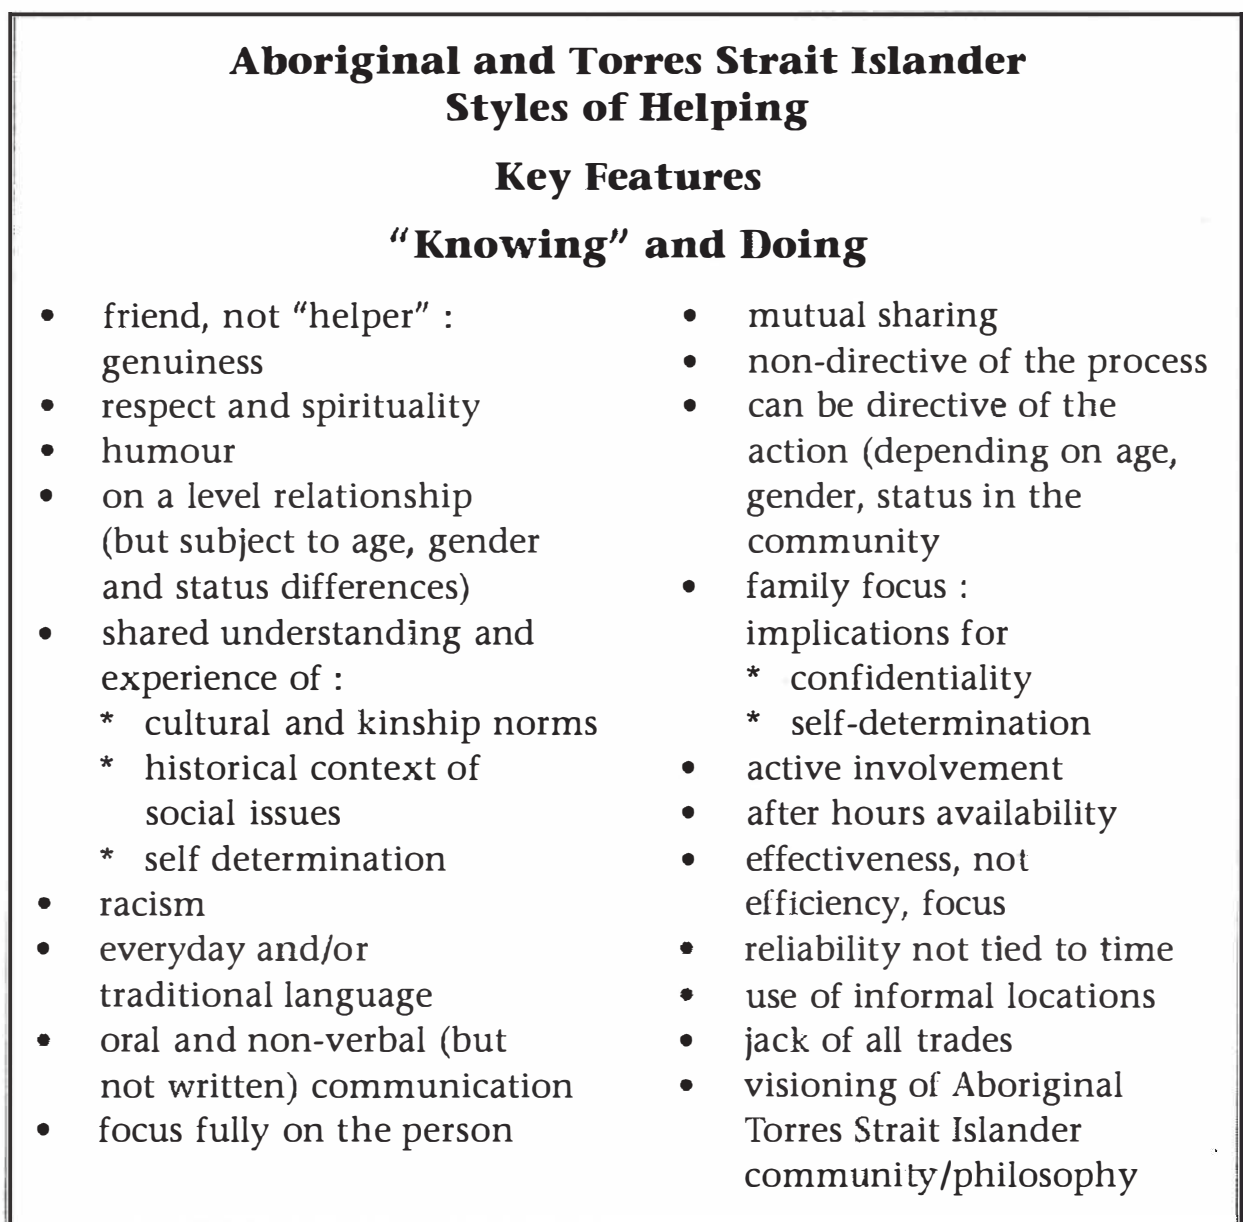 Aboriginal and Torres Strait Islander
Styles of Helping
Key Features
“Knowing” and Doing
• friend, not “helper” :
genuiness
• respect and spirituality
• humour
• on a level relationship
(but subject to age, gender
and status differences)
• shared understanding and
experience of :
* cultural and kinship norms
* historical context of
social issues
* self determination
• racism
• everyday and/or
traditional language
• oral and non-verbal (but
not written) communication
• focus fully on the person
• mutual sharing
• non-directive of the process
• can be directive of the
action (depending on age,
gender, status in the
community
• family focus :
implications for
* confidentiality
* self-determination
• active involvement
• after hours availability
• effectiveness, not
efficiency, focus
• reliability not tied to time
• use of informal locations
• jack of all trades
• visioning of Aboriginal
Torres Strait Islander
community/philosophy